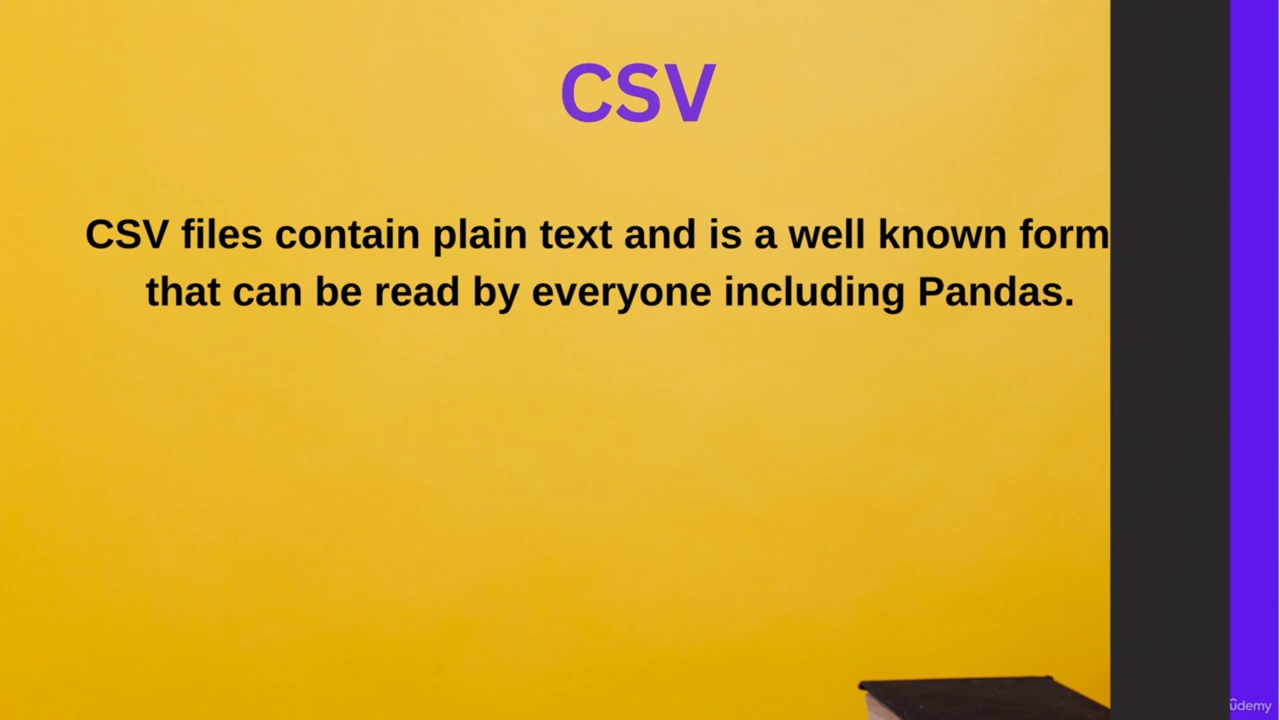 CSV
CSV files contain plain text and is a well known form
that can be read by everyone including Pandas.
ûdemy